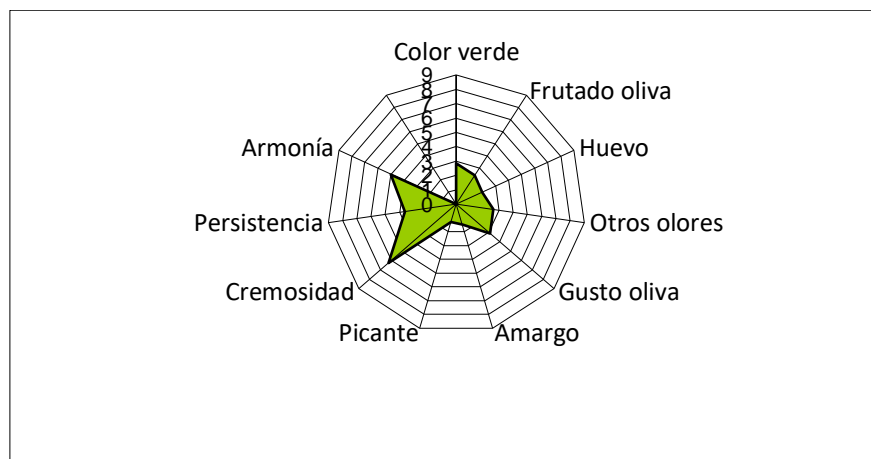 Color verde
9
8
7
6
5
4
3
2
1
0
Frutado oliva
Huevo
Otros olores
Gusto oliva
Amargo
Picante
Cremosidad
Persistencia
Armonía